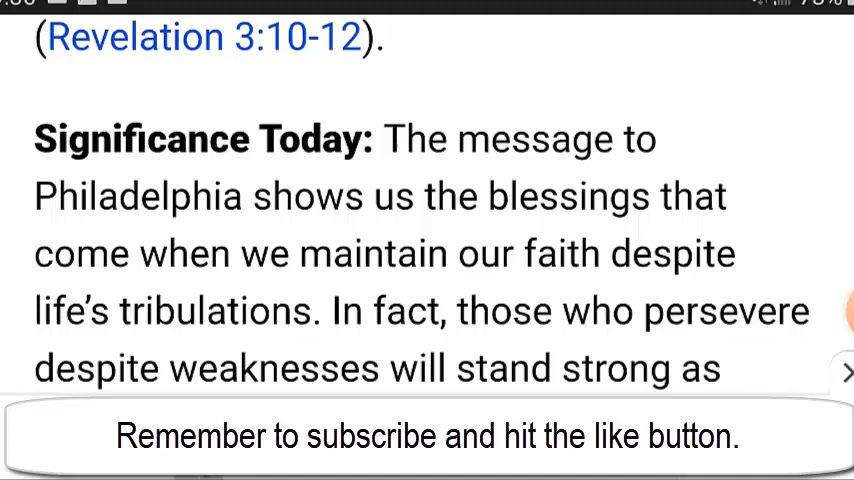 (Revelation 3:10-12).
Significance Today: The message to
Philadelphia shows us the blessings that
come when we maintain our faith despite
life’s tribulations. In fact, those who persevere
despite weaknesses will stand strong as
Remember to subscribe and hit the like button.